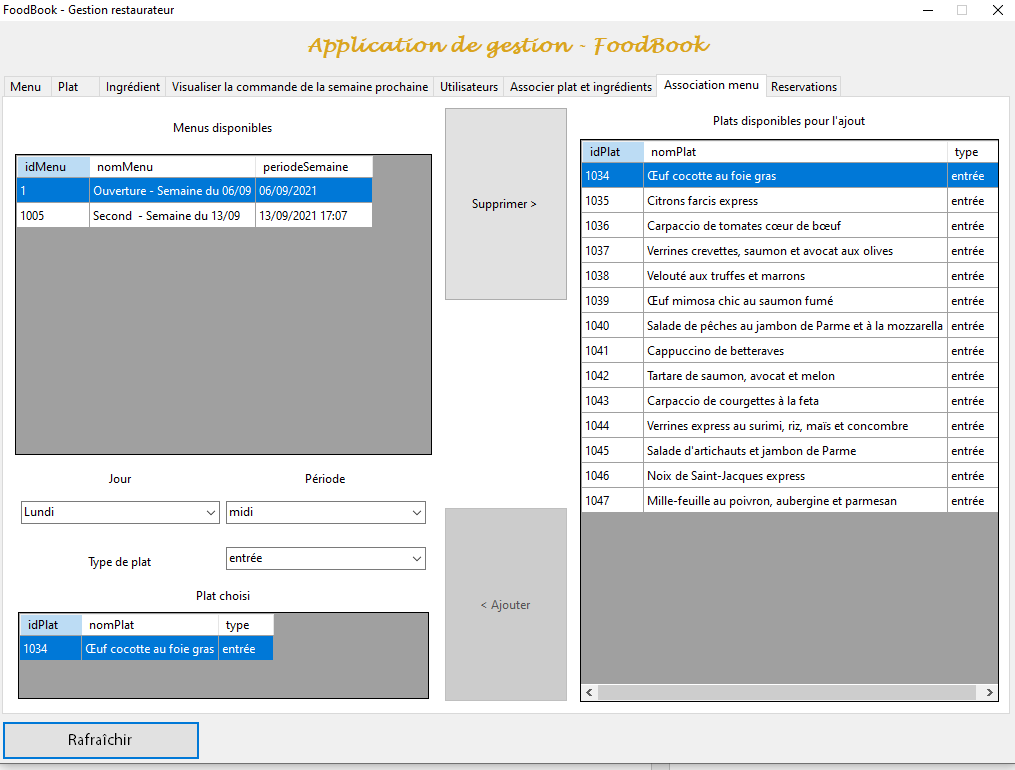 FoodBook - Gestion restaurateur
Application de gestion - FoodBook
Menu Plat Ingrédient Visualiser la commande de la semaine prochaine Utilisateurs Associer plat et ingrédients Association menu Reservations
Menus disponibles
idMenu nomMenu periodeSemaine
1 Ouverture - Semaine du 06/09 06/09/2021
1005 Second - Semaine du 13/09 13/09/2021 17:07
Jour Période
Lundi midi
Type de plat entrée
Plat choisi
idPlat nomPlat type
1034 Œuf cocotte au foie gras entrée
Supprimer >
< Ajouter
Plats disponibles pour l'ajout
idPlat nomPlat type
1034 Œuf cocotte au foie gras entrée
1035 Citrons farcis express entrée
1036 Carpaccio de tomates cœur de bœuf entrée
1037 Verrines crevettes, saumon et avocat aux olives entrée
1038 Velouté aux truffes et marrons entrée
1039 Œuf mimosa chic au saumon fumé entrée
1040 Salade de pêches au jambon de Parme et à la mozzarella entrée
1041 Cappuccino de betteraves entrée
1042 Tartare de saumon, avocat et melon entrée
1043 Carpaccio de courgettes à la feta entrée
1044 Verrines express au surimi, riz, maïs et concombre entrée
1045 Salade d'artichauts et jambon de Parme entrée
1046 Noix de Saint-Jacques express entrée
1047 Mille-feuille au poivron, aubergine et parmesan entrée
Rafraîchir